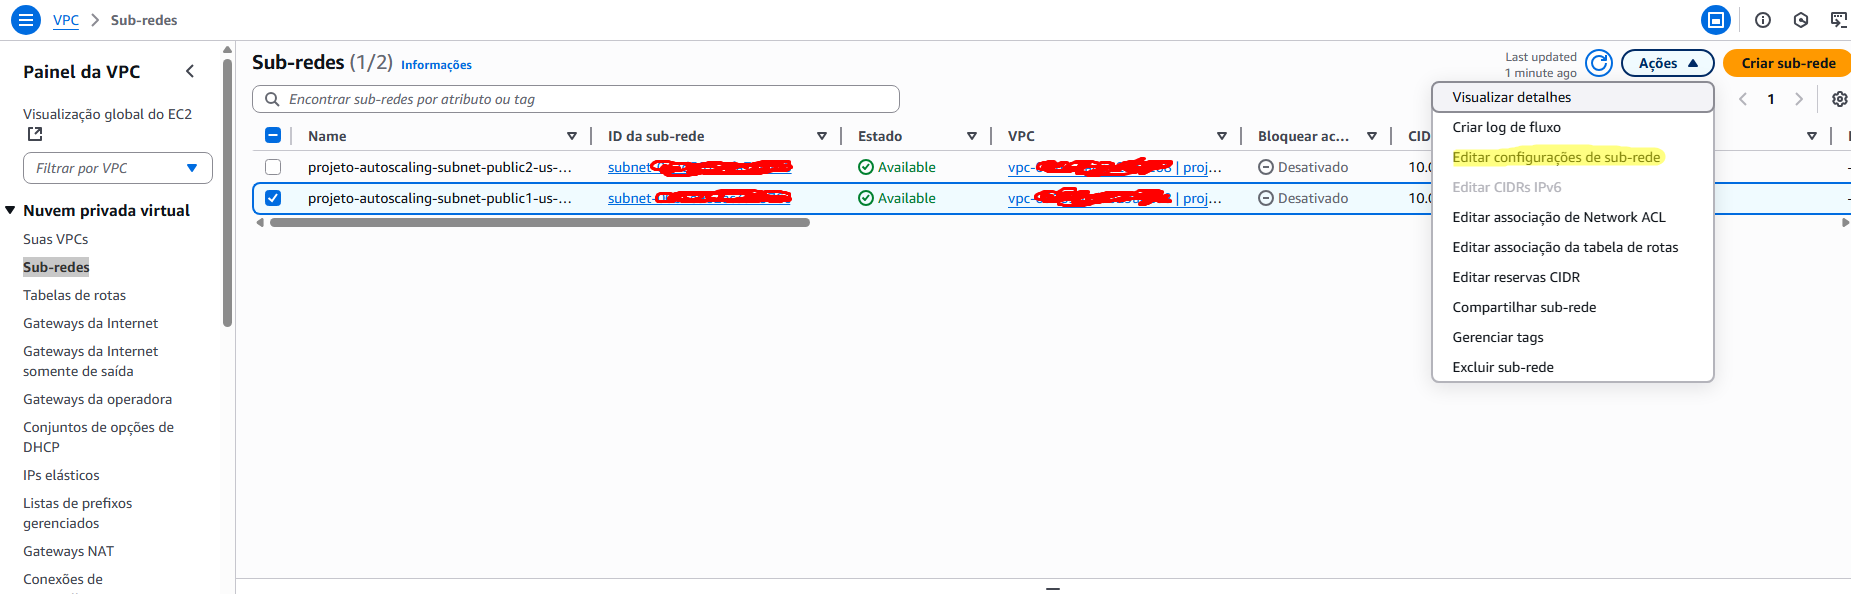 VPC > Sub-redes
Painel da VPC
Visualização global do EC2
Filtrar por VPC
Nuvem privada virtual
Suas VPCs
Sub-redes
Tabelas de rotas
Gateways da Internet
Gateways da Internet
somente de saída
Gateways da operadora
Conjuntos de opções de
DHCP
IPs elásticos
Listas de prefixos
gerenciados
Gateways NAT
Conexões de
Sub-redes (1/2) Informações
Last updated
1 minute ago
Ações
Criar sub-rede
Encontrar sub-redes por atributo ou tag
1
Name ID da sub-rede Estado VPC Bloquear ac... CID
projeto-autoscaling-subnet-public2-us-... subnet- Available vpc- | proj... Desativado 10.0
projeto-autoscaling-subnet-public1-us-... subnet- Available vpc- | proj... Desativado 10.0
Visualizar detalhes
Criar log de fluxo
Editar configurações de sub-rede
Editar CIDRs IPv6
Editar associação de Network ACL
Editar associação da tabela de rotas
Editar reservas CIDR
Compartilhar sub-rede
Gerenciar tags
Excluir sub-rede